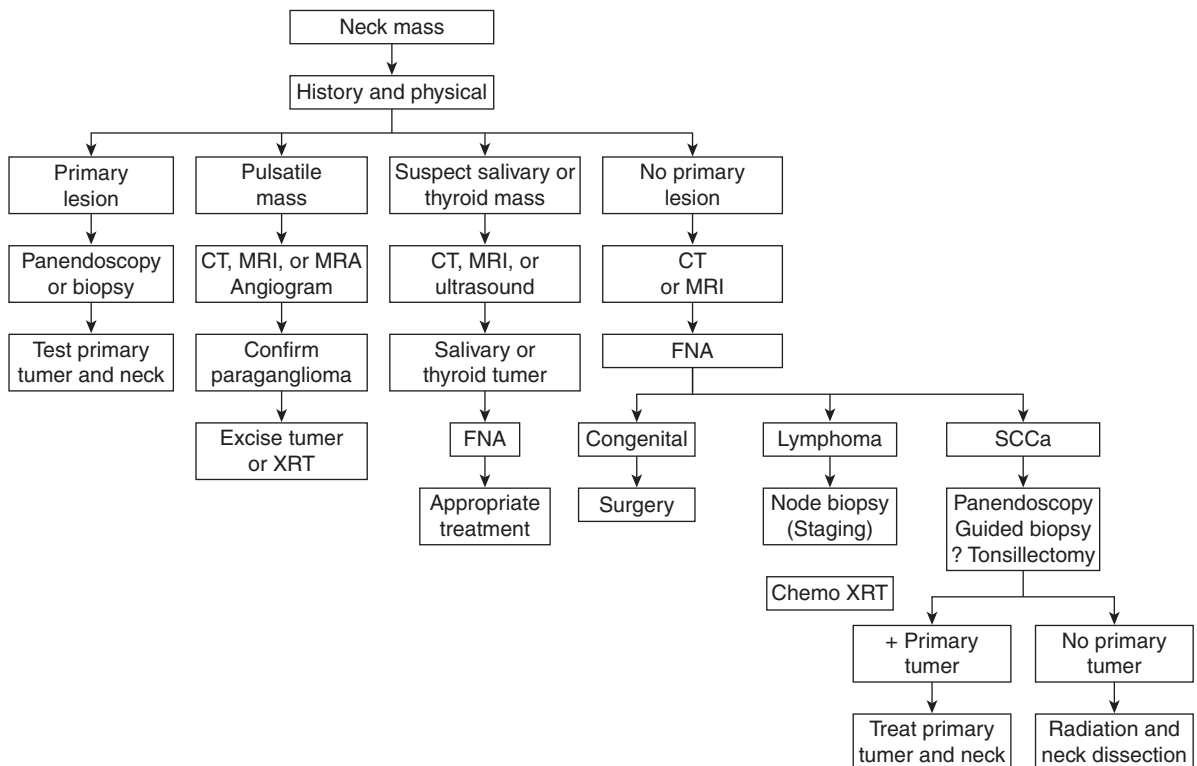 Neck mass
History and physical
Primary
lesion
Pulsatile
mass
Suspect salivary or
thyroid mass
No primary
lesion
Panendoscopy
or biopsy
CT, MRI, or MRA
Angiogram
CT, MRI, or
ultrasound
CT
or MRI
Test primary
tumer and neck
Confirm
paraganglioma
Salivary or
thyroid tumer
FNA
Excise tumer
or XRT
FNA
Congenital
Lymphoma
SCCa
Appropriate
treatment
Surgery
Node biopsy
(Staging)
Panendoscopy
Guided biopsy
? Tonsillectomy
Chemo XRT
+ Primary
tumer
No primary
tumer
Treat primary
tumer and neck
Radiation and
neck dissection